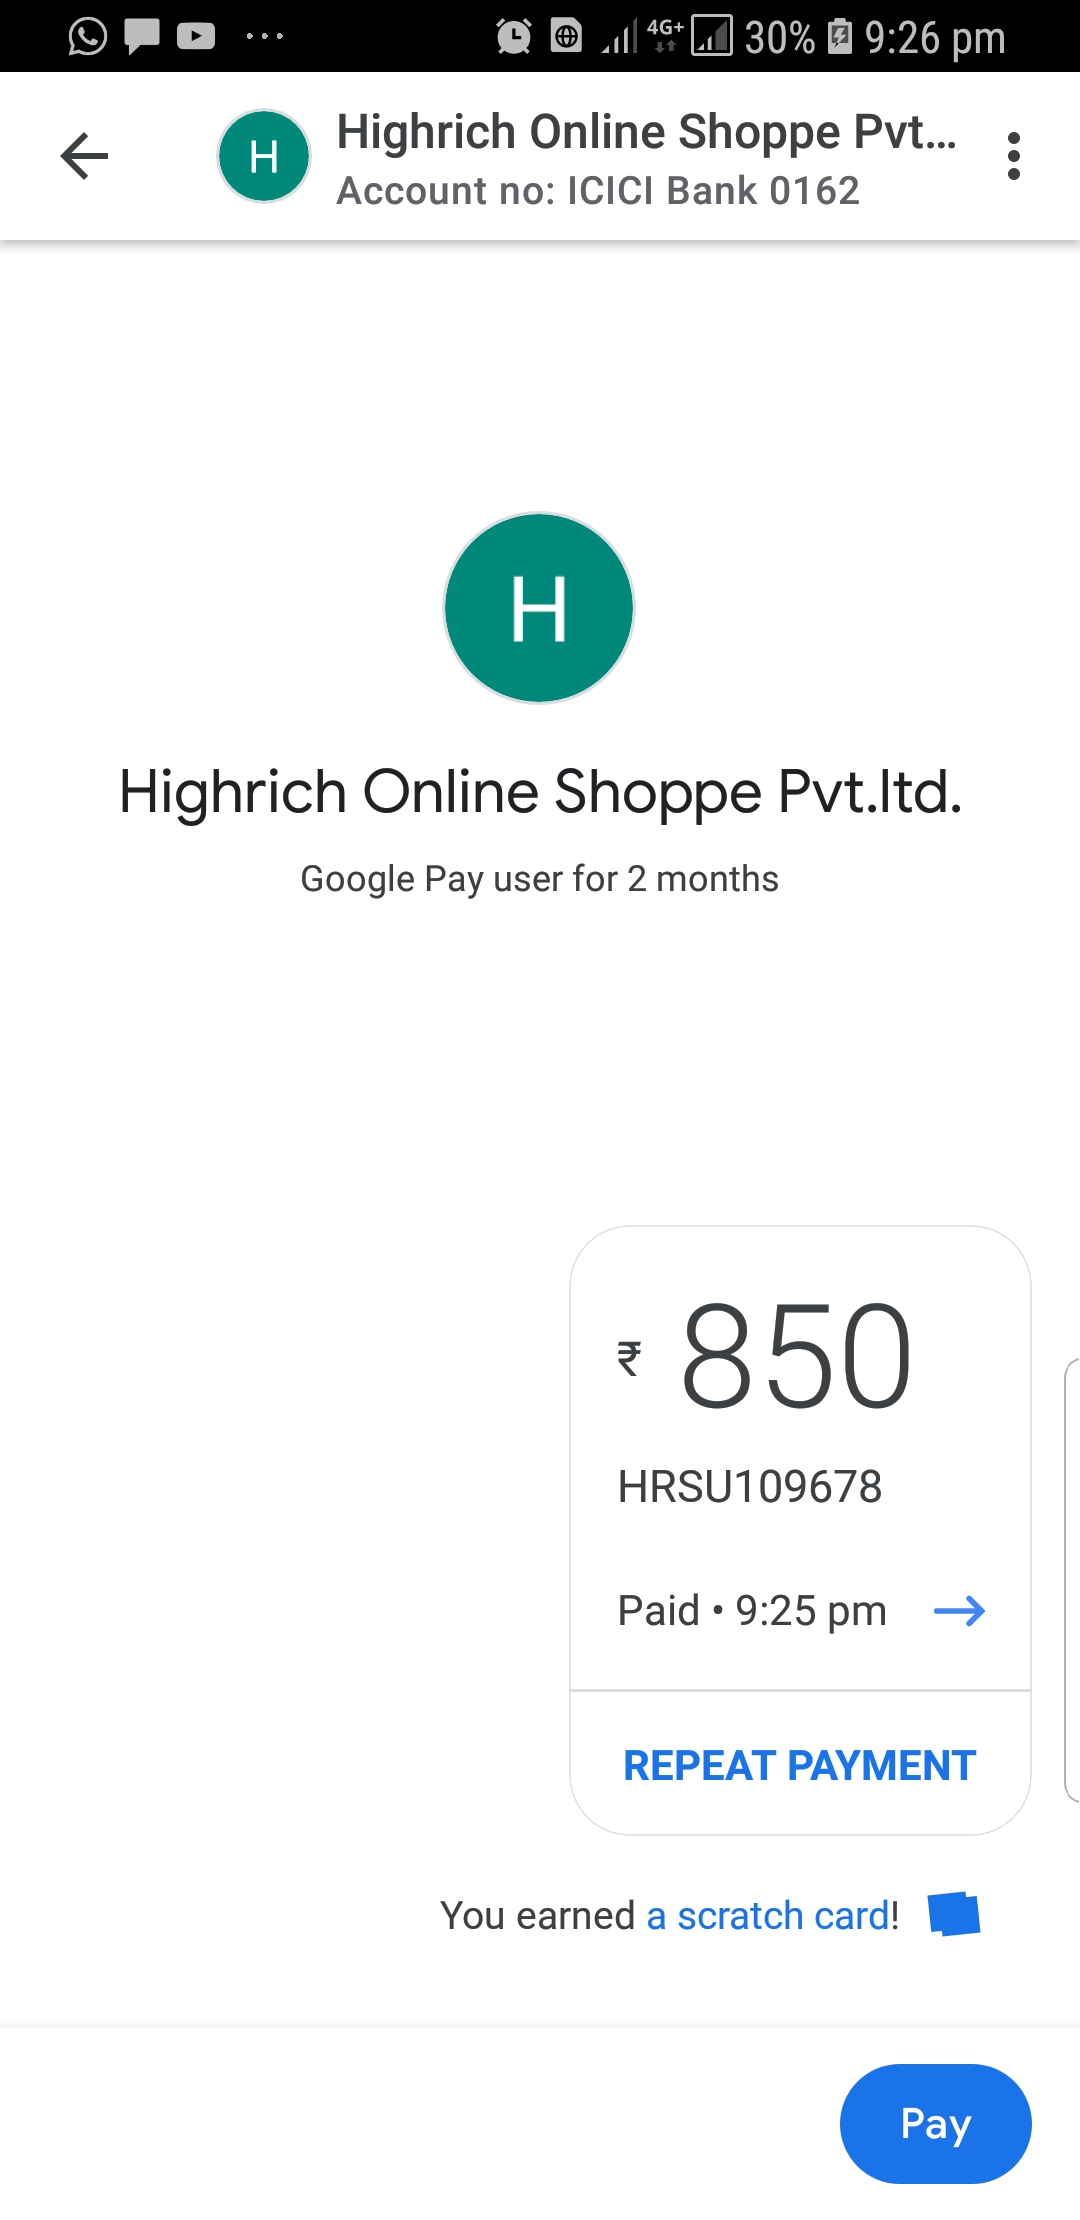 4G+ 30% 9:26 pm
H
Highrich Online Shoppe Pvt...
Account no: ICICI Bank 0162
H
Highrich Online Shoppe Pvt.ltd.
Google Pay user for 2 months
₹ 850
HRSU109678
Paid • 9:25 pm
REPEAT PAYMENT
You earned a scratch card!
Pay